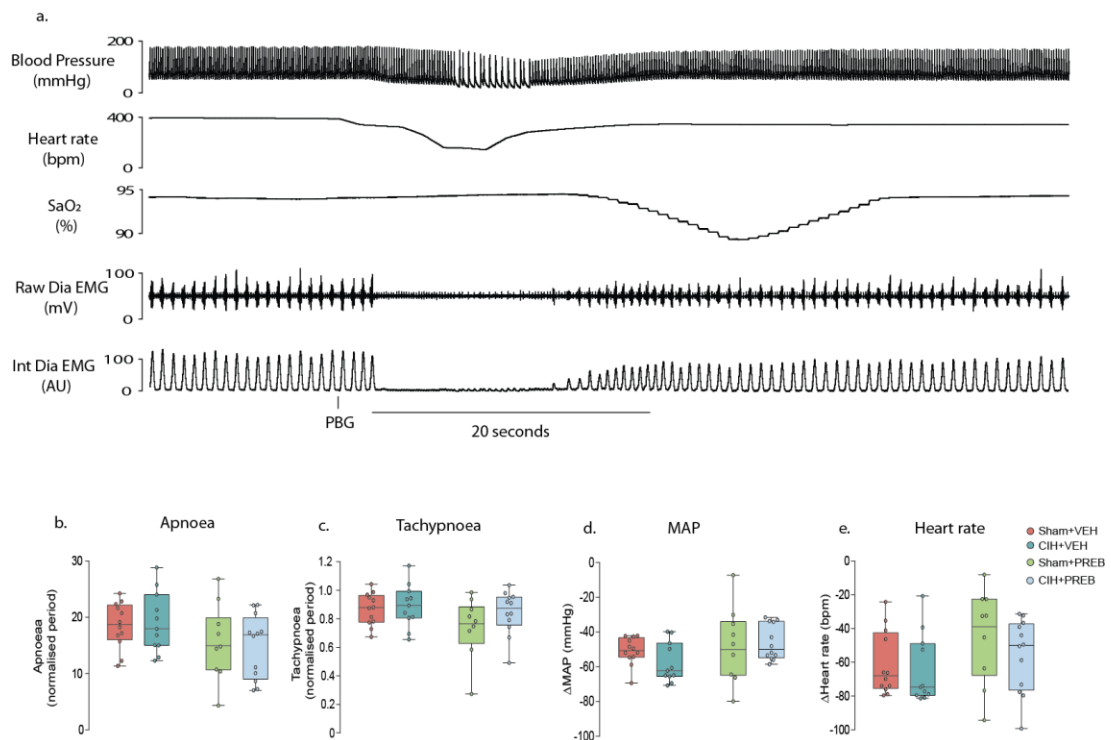 a.
200
Blood Pressure
(mmHg)
0
400
Heart rate
(bpm)
0
95
SaO₂
(%)
90
100
Raw Dia EMG
(mV)
0
100
Int Dia EMG
(AU)
0
PBG
20 seconds
b. Apnoea
Apnoeaa
(normalised period)
30
20
10
0
c. Tachypnoea
Tachypnoea
(normalised period)
1.2
1.0
0.8
0.6
0.4
0.2
0.0
d. MAP
ΔMAP (mmHg)
0
-20
-40
-60
-80
-100
e. Heart rate
ΔHeart rate (bpm)
0
-20
-40
-60
-80
-100
Sham+VEH
CIH+VEH
Sham+PREB
CIH+PREB